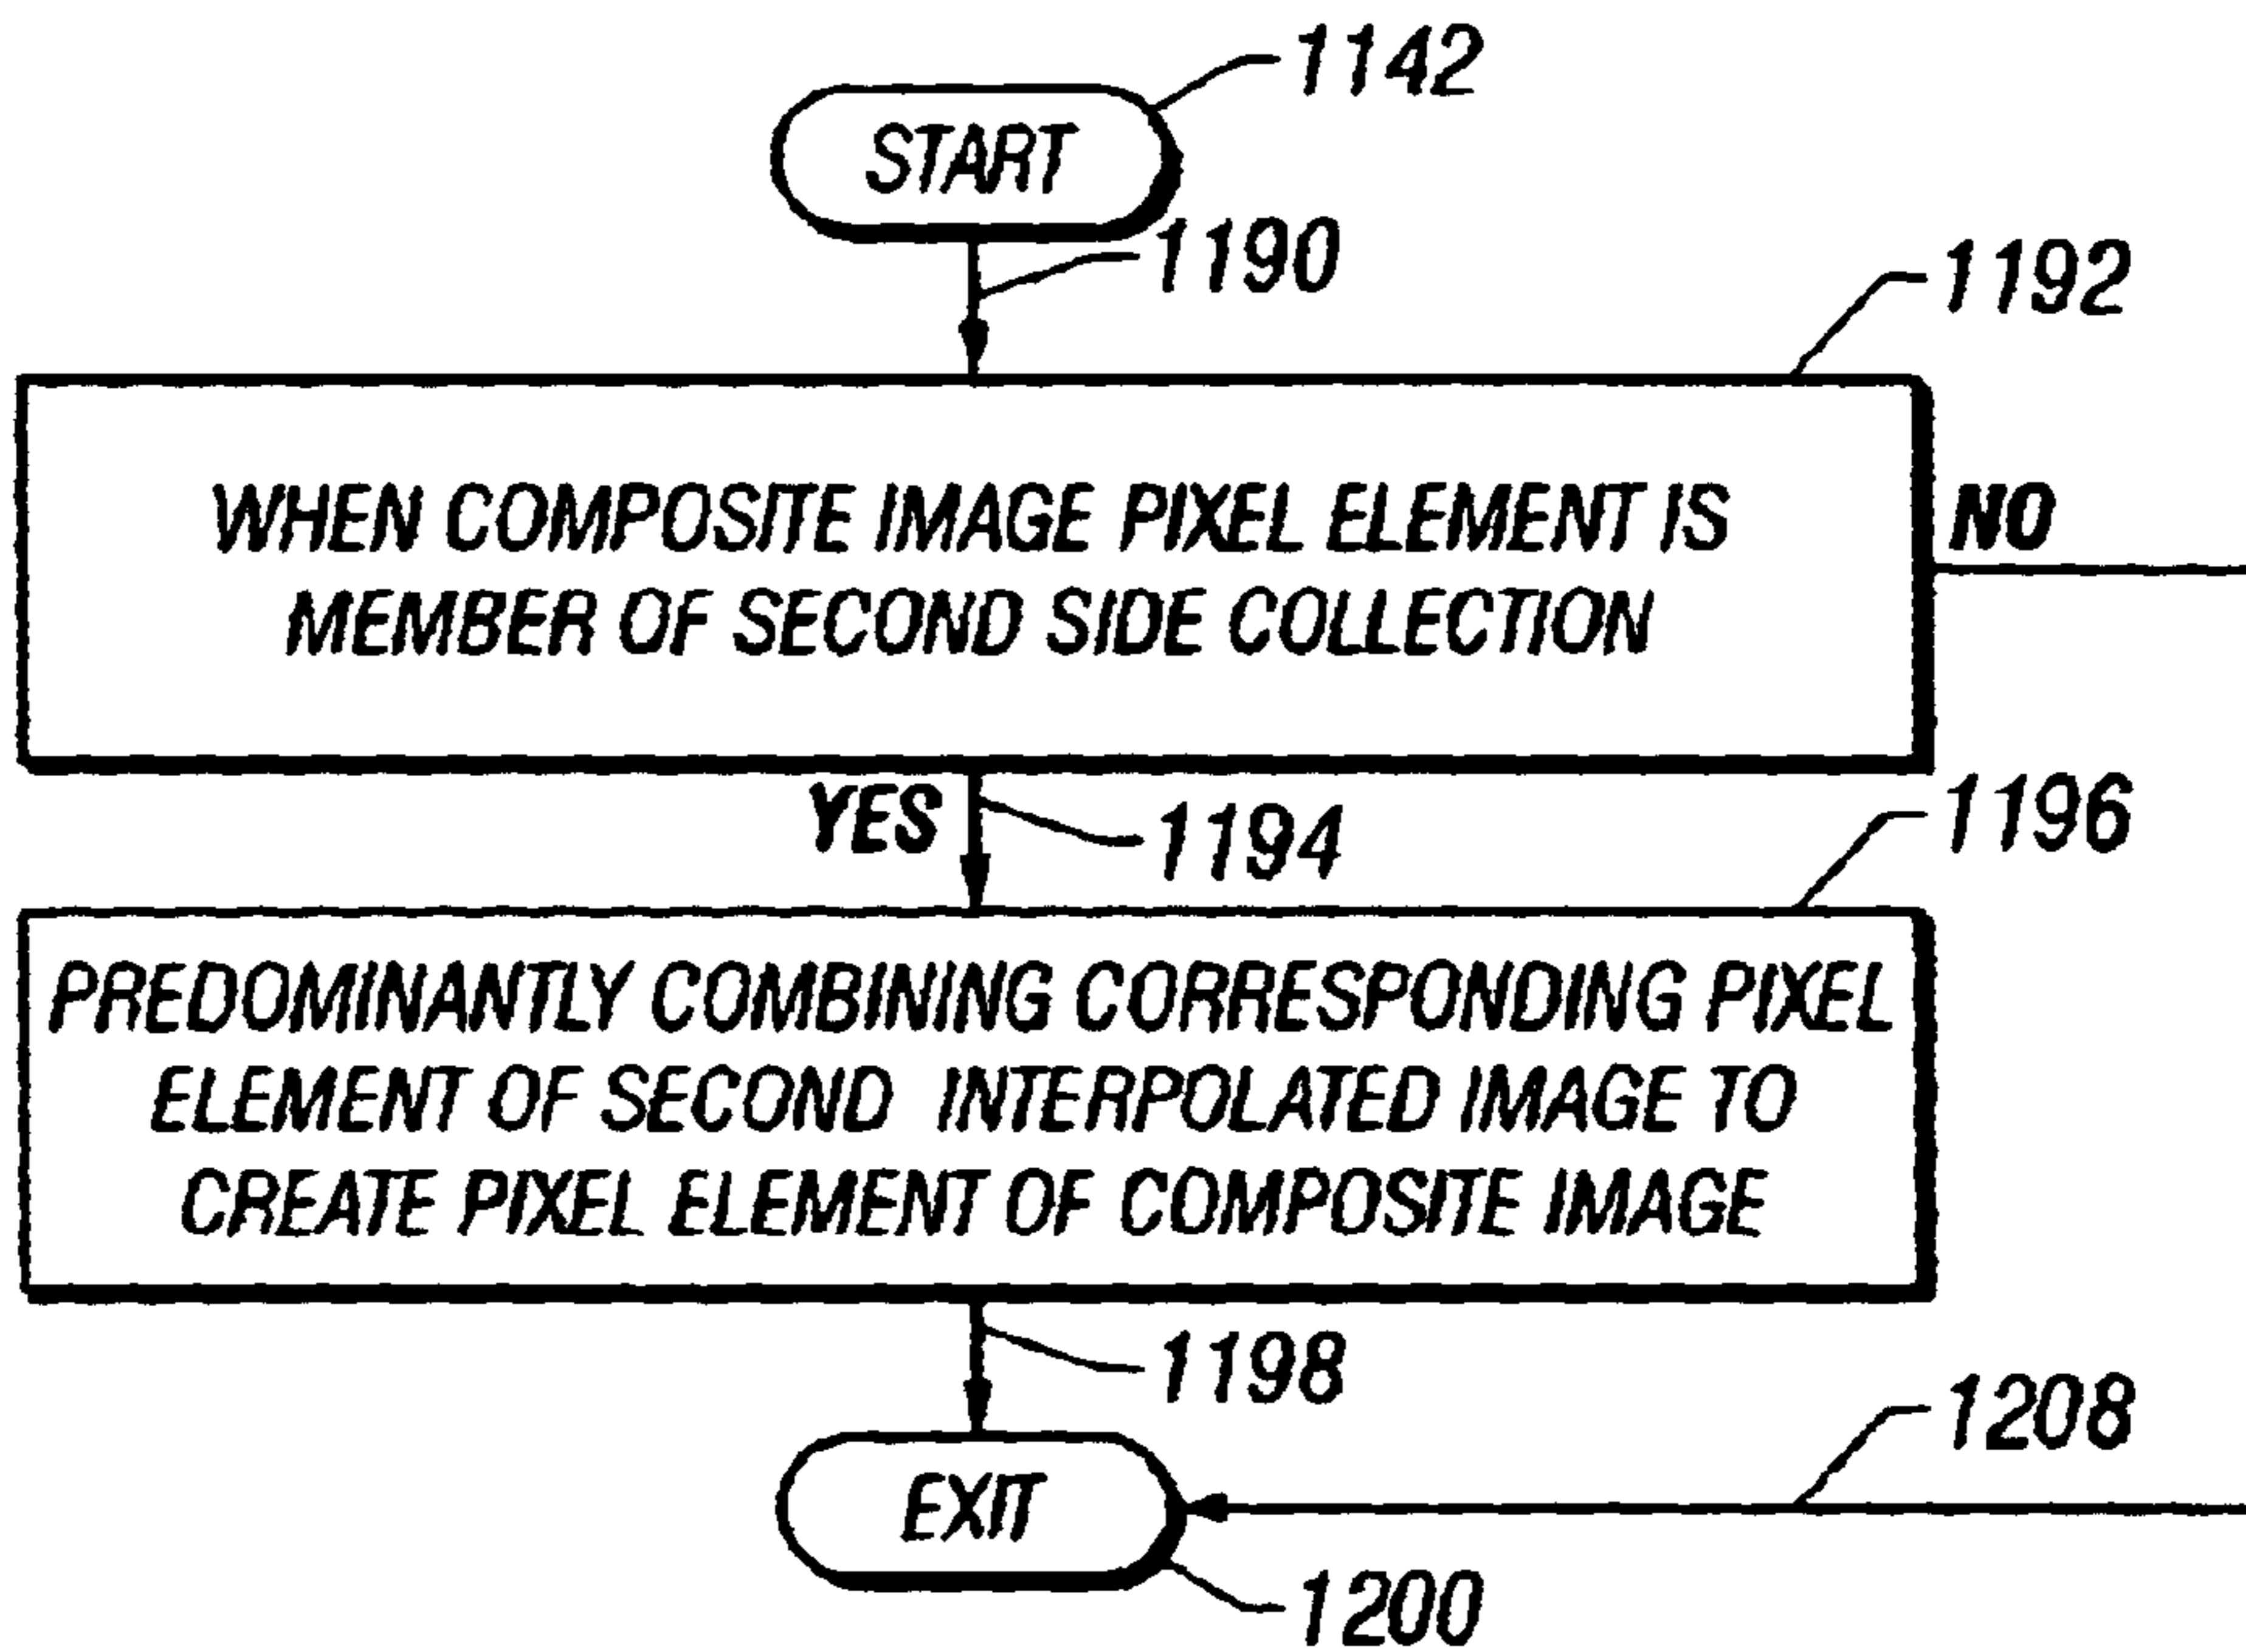 1142
START
1190
1192
WHEN COMPOSITE IMAGE PIXEL ELEMENT IS
MEMBER OF SECOND SIDE COLLECTION
NO
YES
1194
1196
PREDOMINANTLY COMBINING CORRESPONDING PIXEL
ELEMENT OF SECOND INTERPOLATED IMAGE TO
CREATE PIXEL ELEMENT OF COMPOSITE IMAGE
1198
1208
EXIT
1200